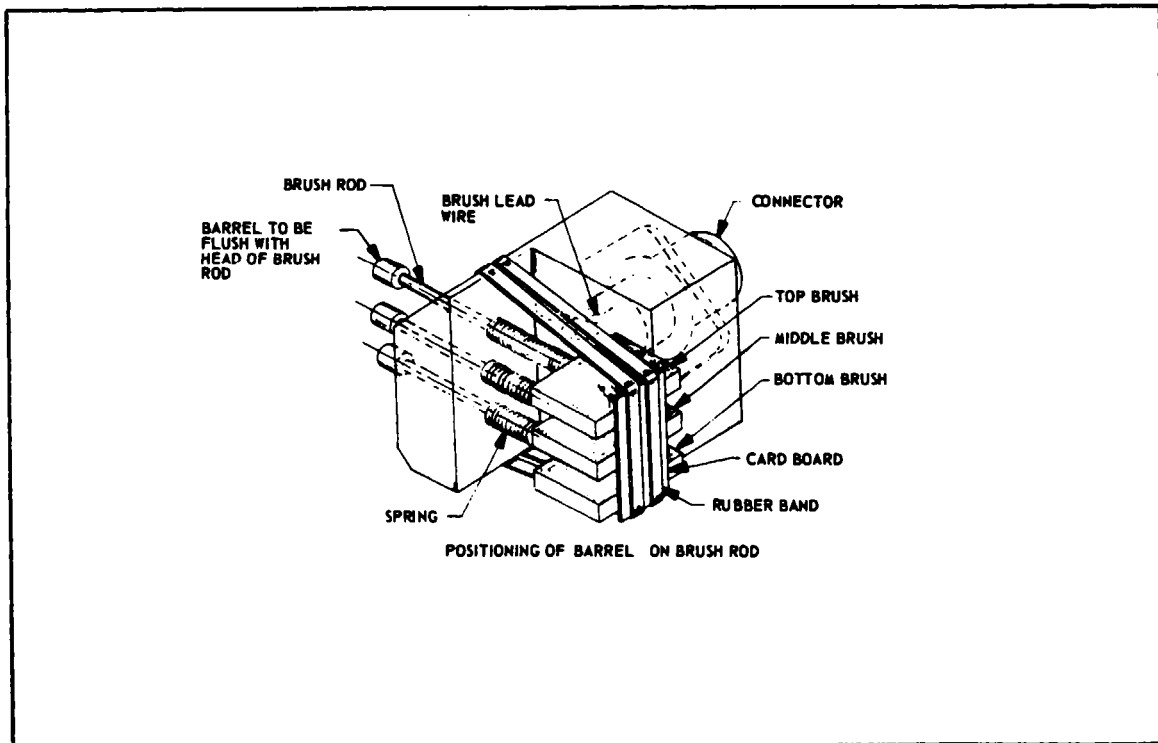 BRUSH ROD
BARREL TO BE
FLUSH WITH
HEAD OF BRUSH
ROD
BRUSH LEAD
WIRE
CONNECTOR
TOP BRUSH
MIDDLE BRUSH
BOTTOM BRUSH
CARD BOARD
RUBBER BAND
SPRING
POSITIONING OF BARREL ON BRUSH ROD